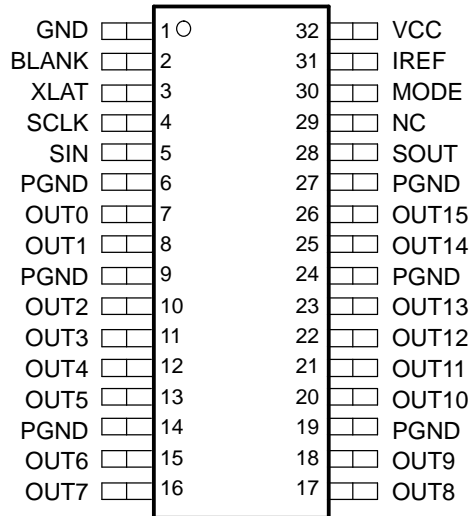 GND 1 32 VCC
BLANK 2 31 IREF
XLAT 3 30 MODE
SCLK 4 29 NC
SIN 5 28 SOUT
PGND 6 27 PGND
OUT0 7 26 OUT15
OUT1 8 25 OUT14
PGND 9 24 PGND
OUT2 10 23 OUT13
OUT3 11 22 OUT12
OUT4 12 21 OUT11
OUT5 13 20 OUT10
PGND 14 19 PGND
OUT6 15 18 OUT9
OUT7 16 17 OUT8